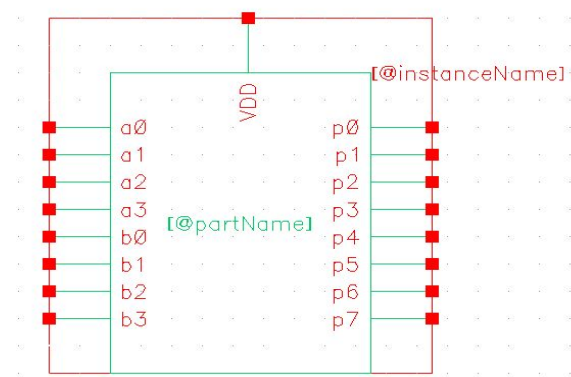 [@instanceName]
VDD
a0 p0
a1 p1
a2 p2
a3 p3
[@partName]
b0 p4
b1 p5
b2 p6
b3 p7